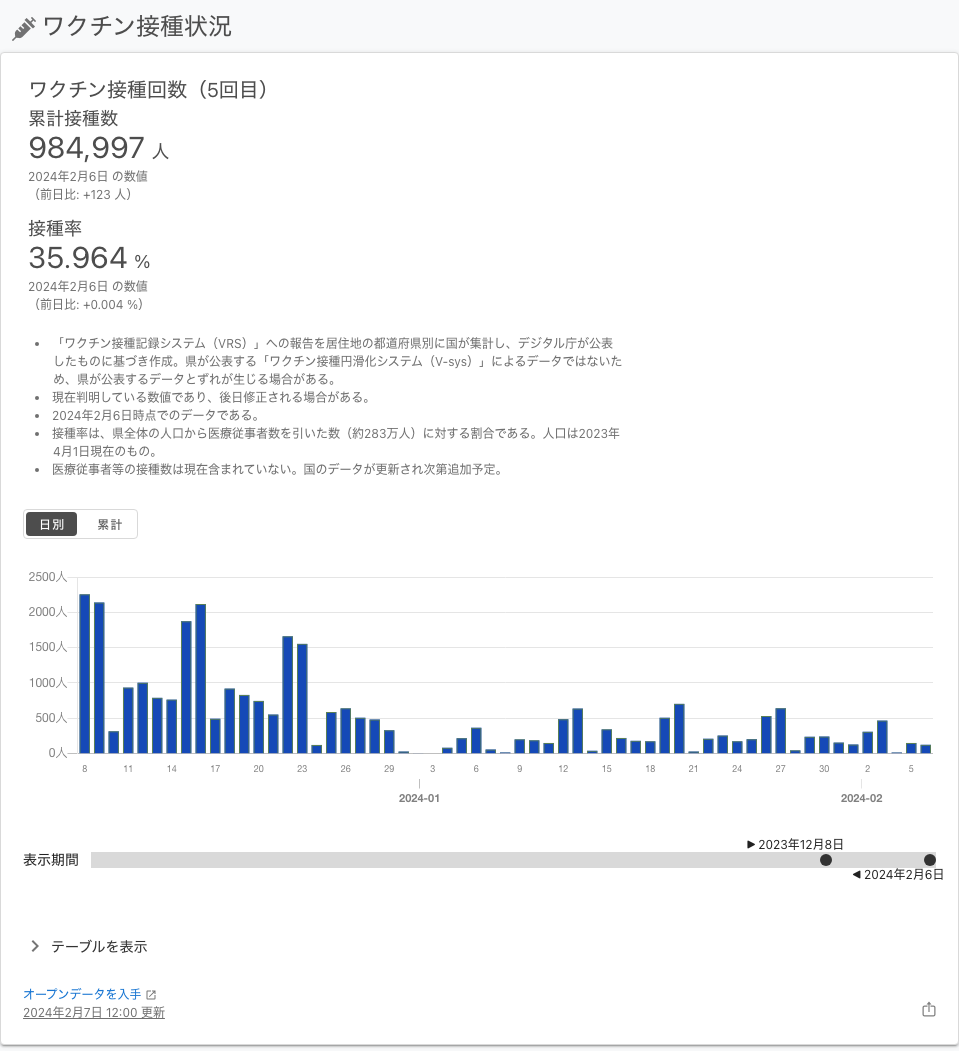 ワクチン接種状況
ワクチン接種回数（5回目）
累計接種数
984,997 人
2024年2月6日 の数値
（前日比: +123 人）
接種率
35.964 %
2024年2月6日 の数値
（前日比: +0.004 %）
• 「ワクチン接種記録システム（VRS）」への報告を居住地の都道府県別に国が集計し、デジタル庁が公表
したものに基づき作成。県が公表する「ワクチン接種円滑化システム（V-sys）」によるデータではないた
め、県が公表するデータとずれが生じる場合がある。
• 現在判明している数値であり、後日修正される場合がある。
• 2024年2月6日時点でのデータである。
• 接種率は、県全体の人口から医療従事者数を引いた数（約283万人）に対する割合である。人口は2023年
4月1日現在のもの。
• 医療従事者等の接種数は現在含まれていない。国のデータが更新され次第追加予定。
日別 累計
2500人
2000人
1500人
1000人
500人
0人
8 11 14 17 20 23 26 29 3 6 9 12 15 18 21 24 27 30 2 5
2024-01 2024-02
▶ 2023年12月8日
表示期間
◀ 2024年2月6日
テーブルを表示
オープンデータを入手
2024年2月7日 12:00 更新